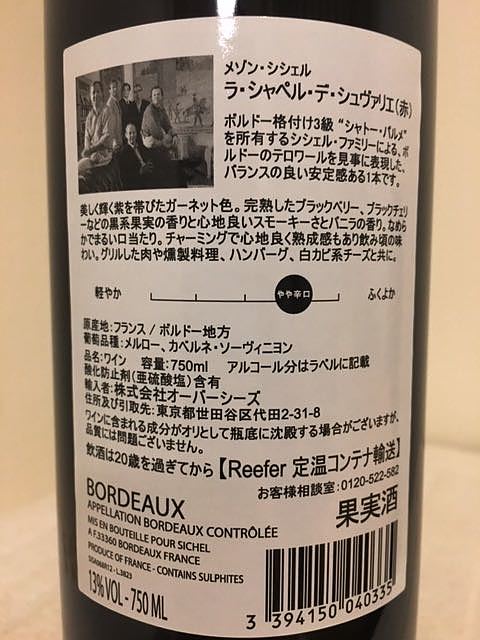 メゾン・シシェル
ラ・シャペル・デ・シュヴァリエ(赤)
ボルドー格付け3級 “シャトー・パルメ”
を所有するシシェル・ファミリーによる、ボ
ルドーのテロワールを見事に表現した、
バランスの良い安定感ある1本です。
美しく輝く紫を帯びたガーネット色。完熟したブラックベリー、ブラックチェリ
ーなどの黒系果実の香りと心地良いスモーキーさとバニラの香り。なめら
かでまるい口当たり。チャーミングで心地良く熟成感もあり飲み頃の味
わい。グリルした肉や燻製料理、ハンバーグ、白カビ系チーズと共に。
軽やか やや辛口 ふくよか
原産地:フランス / ボルドー地方
葡萄品種:メルロー、カベルネ・ソーヴィニヨン
品名:ワイン 容量:750ml アルコール分はラベルに記載
酸化防止剤(亜硫酸塩)含有
輸入者:株式会社オーバーシーズ
住所及び引取先:東京都世田谷区代田2-31-8
ワインに含まれる成分がオリとして瓶底に沈殿する場合がございますが、
品質には問題ございません。
飲酒は20歳を過ぎてから【Reefer 定温コンテナ輸送】
お客様相談室:0120-522-582
果実酒
BORDEAUX
APPELLATION BORDEAUX CONTRÔLÉE
MIS EN BOUTEILLE POUR SICHEL
A F.33360 BORDEAUX FRANCE
PRODUCE OF FRANCE - CONTAINS SULPHITES
13% VOL - 750 ML
3 394150 040335